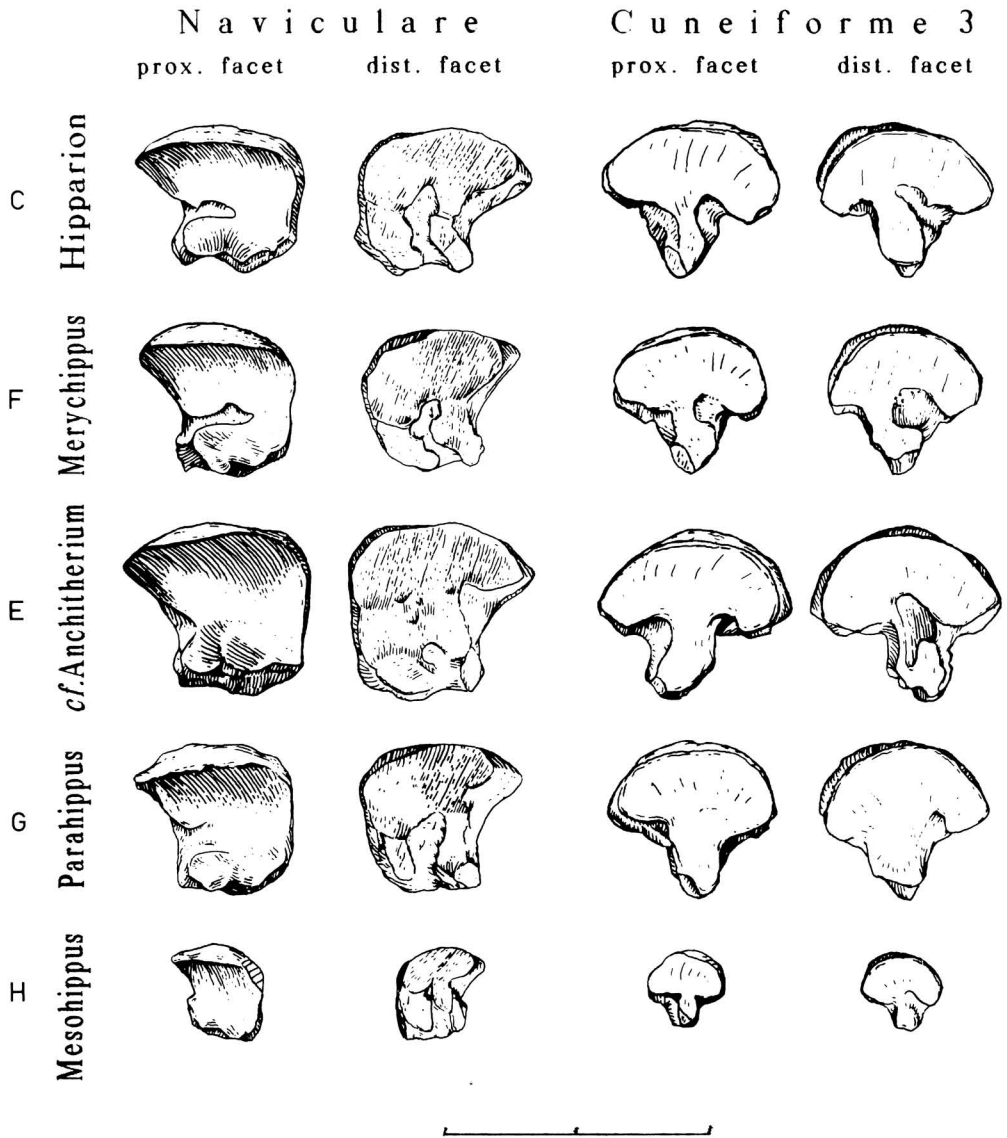 Naviculare Cuneiforme 3
prox. facet dist. facet prox. facet dist. facet
C Hipparion
F Merychippus
E cf. Anchitherium
G Parahippus
H Mesohippus